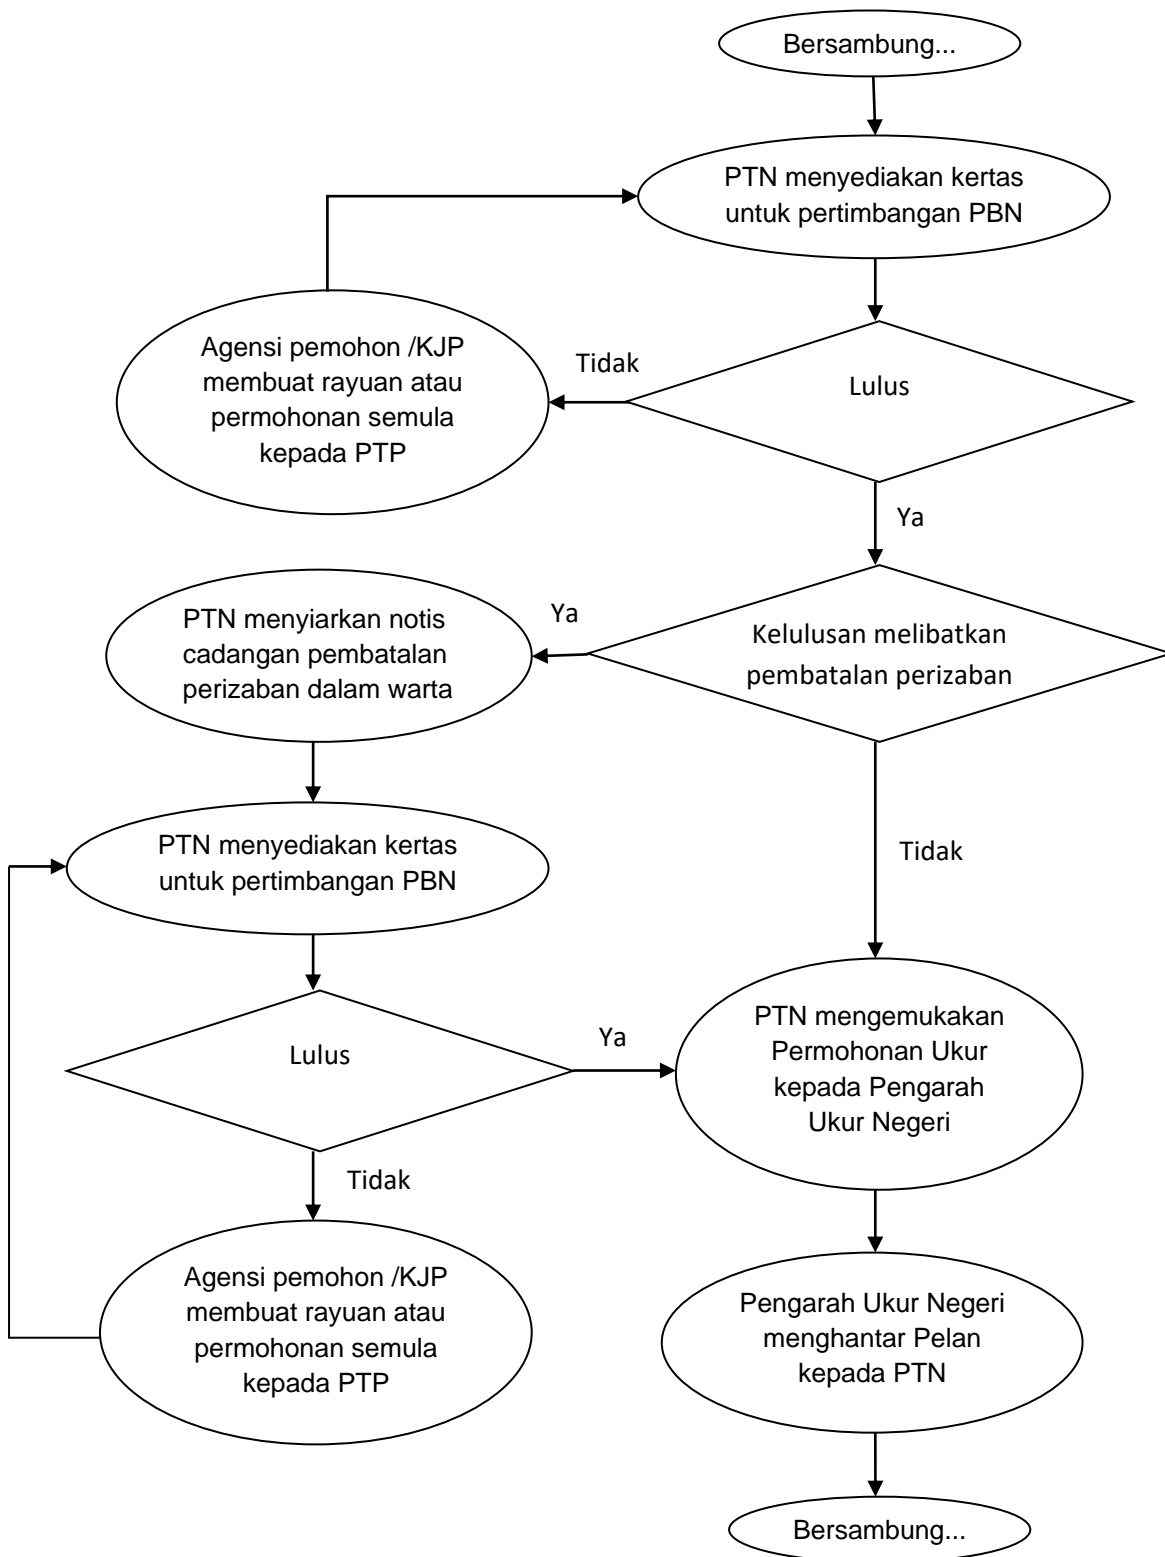 Bersambung...
PTN menyediakan kertas
untuk pertimbangan PBN
Agensi pemohon /KJP
membuat rayuan atau
permohonan semula
kepada PTP
Tidak
Lulus
Ya
PTN menyiarkan notis
cadangan pembatalan
perizaban dalam warta
Ya
Kelulusan melibatkan
pembatalan perizaban
PTN menyediakan kertas
untuk pertimbangan PBN
Tidak
Lulus
Ya
PTN mengemukakan
Permohonan Ukur
kepada Pengarah
Ukur Negeri
Tidak
Agensi pemohon /KJP
membuat rayuan atau
permohonan semula
kepada PTP
Pengarah Ukur Negeri
menghantar Pelan
kepada PTN
Bersambung...